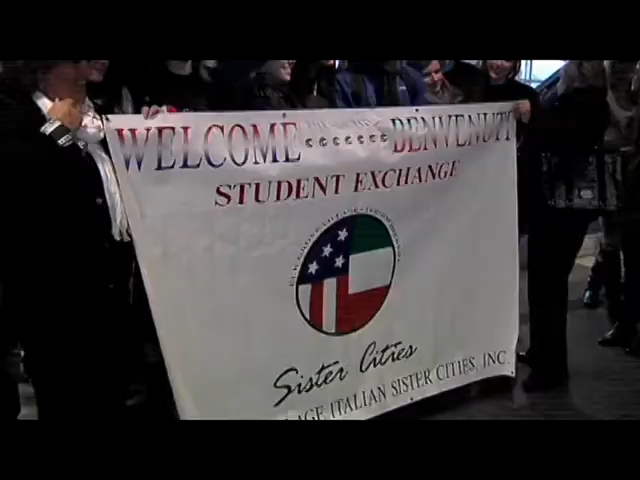 WELCOME BENVENUTI
STUDENT EXCHANGE
Sister Cities
ITALIAN SISTER CITIES, INC.